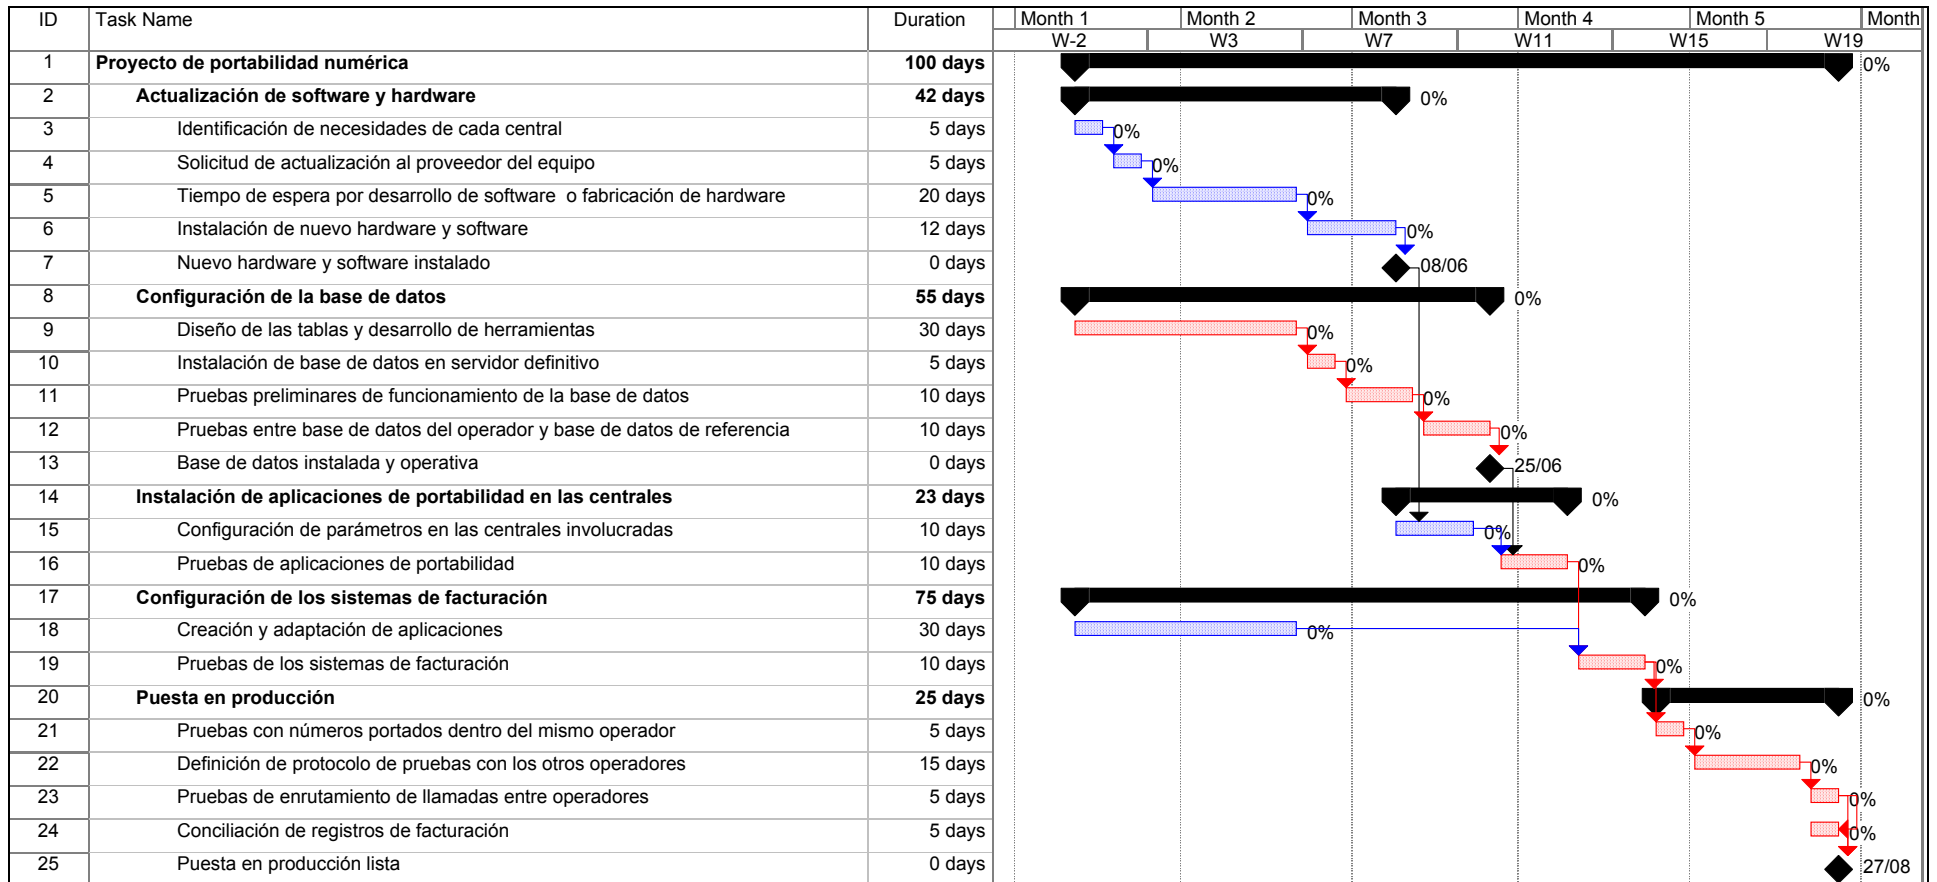 ID Task Name Duration Month 1 Month 2 Month 3 Month 4 Month 5 Month
W-2 W3 W7 W11 W15 W19
1 Proyecto de portabilidad numérica 100 days 0%
2 Actualización de software y hardware 42 days 0%
3 Identificación de necesidades de cada central 5 days 0%
4 Solicitud de actualización al proveedor del equipo 5 days 0%
5 Tiempo de espera por desarrollo de software o fabricación de hardware 20 days 0%
6 Instalación de nuevo hardware y software 12 days 0%
7 Nuevo hardware y software instalado 0 days 08/06
8 Configuración de la base de datos 55 days 0%
9 Diseño de las tablas y desarrollo de herramientas 30 days 0%
10 Instalación de base de datos en servidor definitivo 5 days 0%
11 Pruebas preliminares de funcionamiento de la base de datos 10 days 0%
12 Pruebas entre base de datos del operador y base de datos de referencia 10 days 0%
13 Base de datos instalada y operativa 0 days 25/06
14 Instalación de aplicaciones de portabilidad en las centrales 23 days 0%
15 Configuración de parámetros en las centrales involucradas 10 days 0%
16 Pruebas de aplicaciones de portabilidad 10 days 0%
17 Configuración de los sistemas de facturación 75 days 0%
18 Creación y adaptación de aplicaciones 30 days 0%
19 Pruebas de los sistemas de facturación 10 days 0%
20 Puesta en producción 25 days 0%
21 Pruebas con números portados dentro del mismo operador 5 days 0%
22 Definición de protocolo de pruebas con los otros operadores 15 days 0%
23 Pruebas de enrutamiento de llamadas entre operadores 5 days 0%
24 Conciliación de registros de facturación 5 days 0%
25 Puesta en producción lista 0 days 27/08